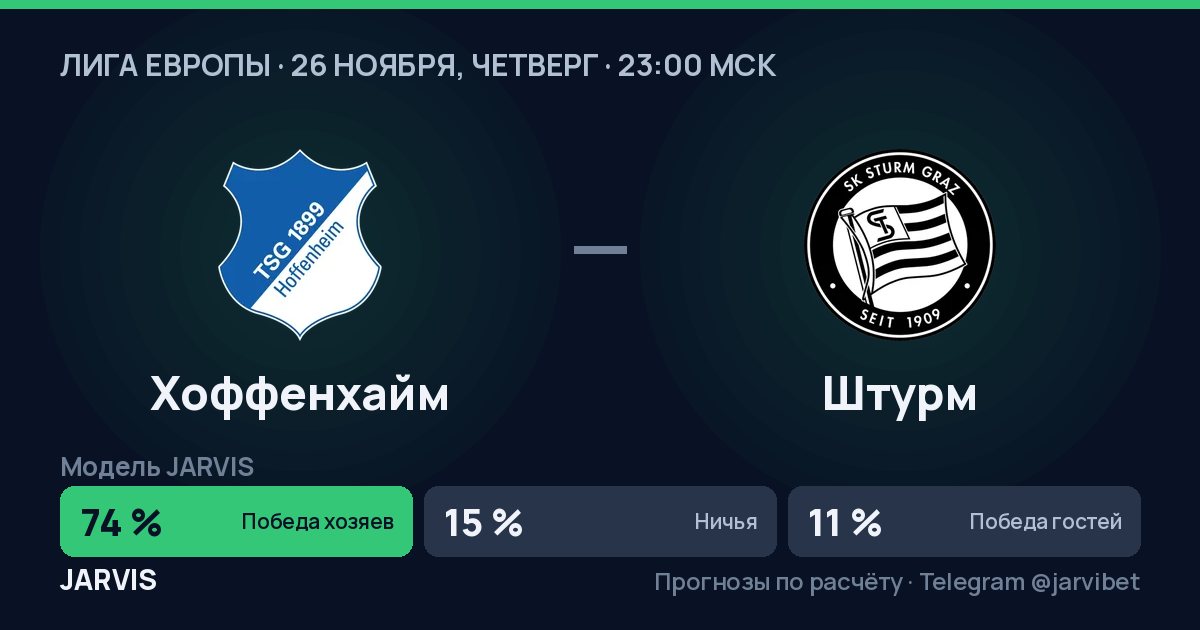 ЛИГА ЕВРОПЫ · 26 НОЯБРЯ, ЧЕТВЕРГ · 23:00 МСК
TSG 1899
Hoffenheim
SK STURM GRAZ
SEIT 1909
Хоффенхайм
—
Штурм
Модель JARVIS
74 % Победа хозяев
15 % Ничья
11 % Победа гостей
JARVIS
Прогнозы по расчёту · Telegram @jarvibet